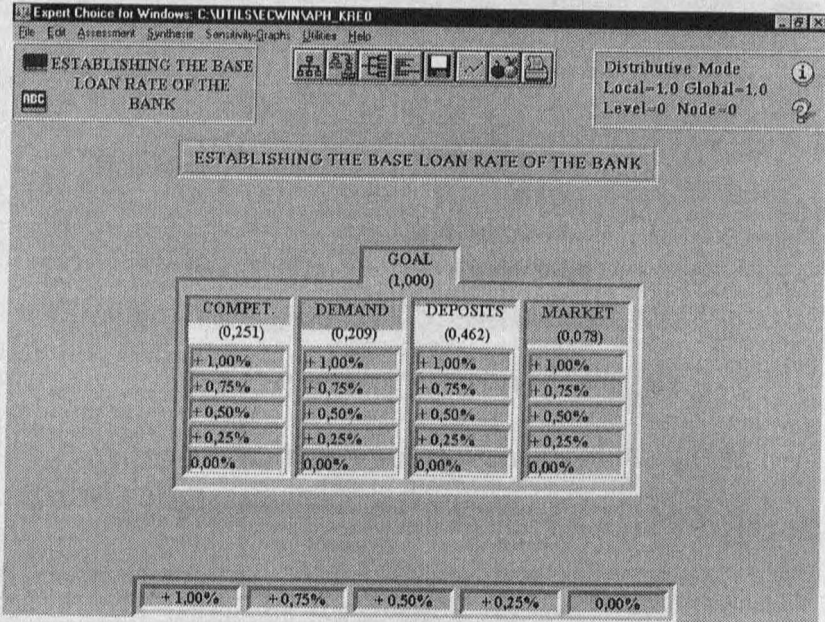 Expert Choice for Windows: C:\UTILS\ECWIN\APH_KRE0
File Edit Assessment Synthesis Sensitivity-Graphs Utilities Help
ESTABLISHING THE BASE
LOAN RATE OF THE
BANK
ABC
Distributive Mode
Local=1.0 Global=1.0
Level=0 Node=0
ESTABLISHING THE BASE LOAN RATE OF THE BANK
GOAL
(1,000)
COMPET. DEMAND DEPOSITS MARKET
(0,251) (0,209) (0,462) (0,078)
+ 1,00% + 1,00% + 1,00% + 1,00%
+ 0,75% + 0,75% + 0,75% + 0,75%
+ 0,50% + 0,50% + 0,50% + 0,50%
+ 0,25% + 0,25% + 0,25% + 0,25%
0,00% 0,00% 0,00% 0,00%
+ 1,00% + 0,75% + 0,50% + 0,25% 0,00%